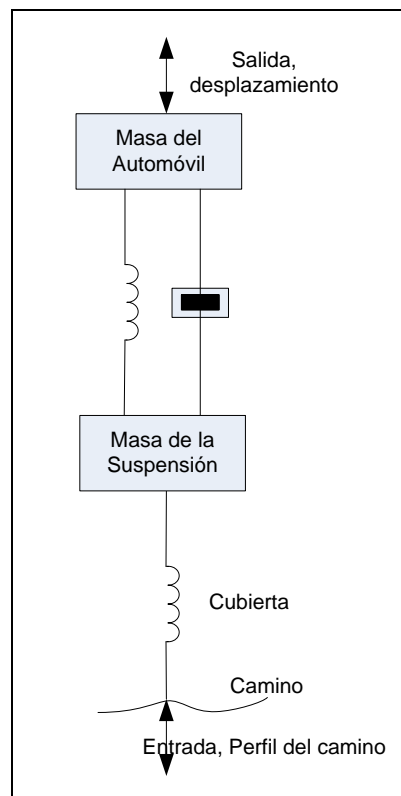 Salida,
desplazamiento
Masa del
Automóvil
Masa de la
Suspensión
Cubierta
Camino
Entrada, Perfil del camino